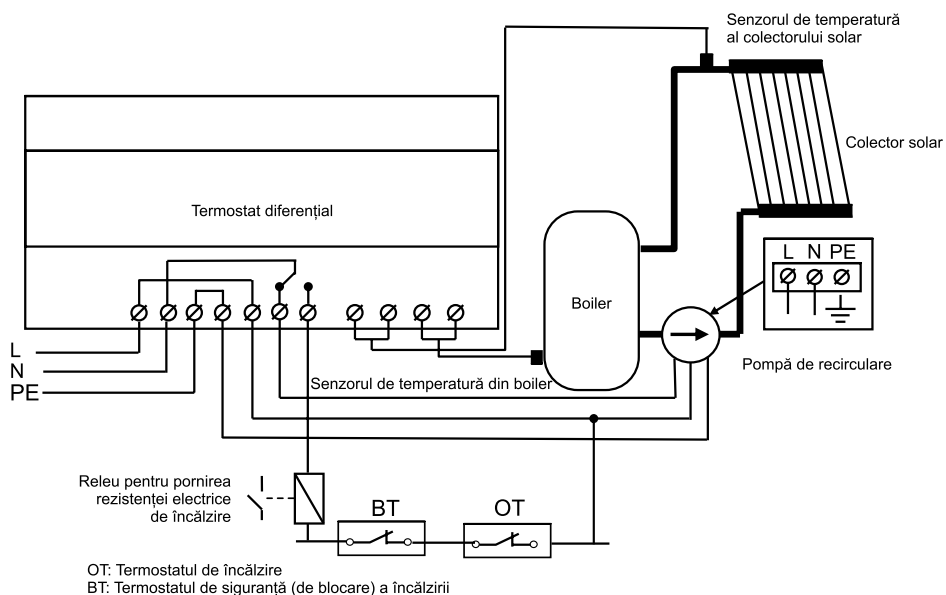 Senzorul de temperatură
al colectorului solar
Colector solar
Termostat diferențial
L N PE
Boiler
L
N
PE
Senzorul de temperatură din boiler
Pompă de recirculare
Releu pentru pornirea
rezistenței electrice
de încălzire
BT
OT
OT: Termostatul de încălzire
BT: Termostatul de siguranță (de blocare) a încălzirii